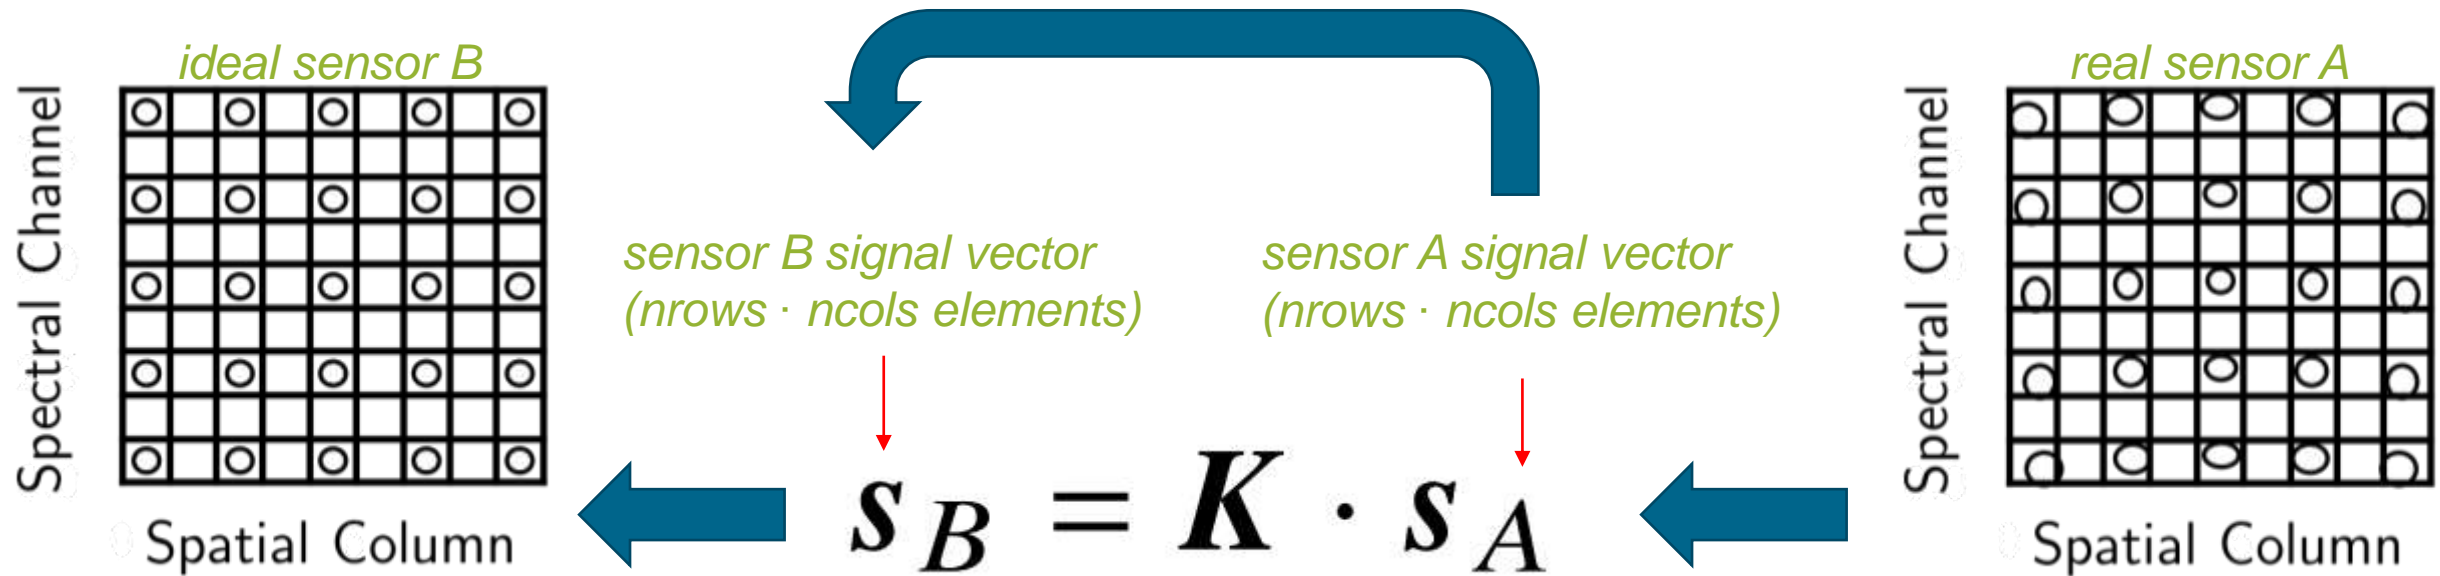 ideal sensor B
Spectral Channel
Spatial Column
sensor B signal vector
(nrows · ncols elements)
sensor A signal vector
(nrows · ncols elements)
s_B = K · s_A
real sensor A
Spectral Channel
Spatial Column